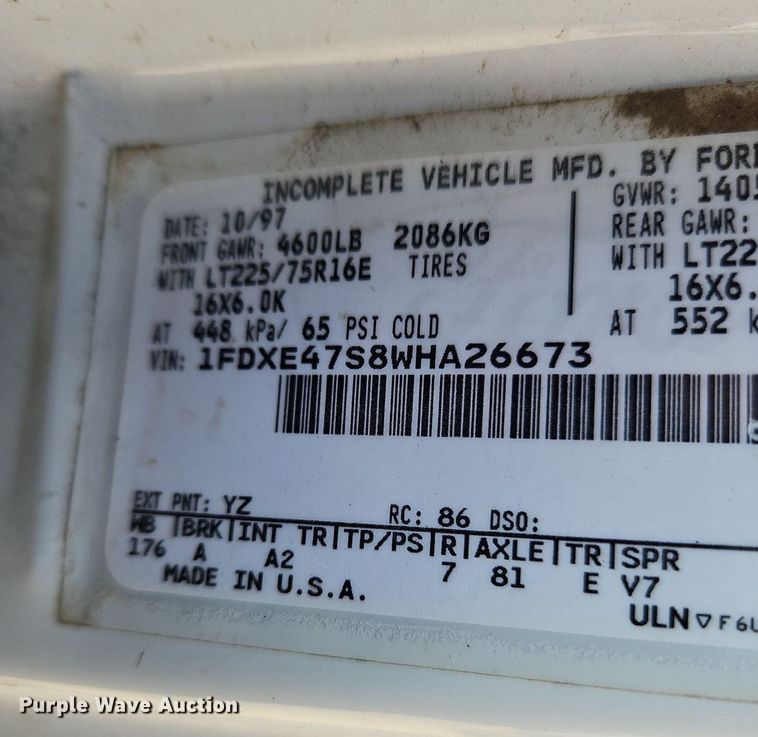 INCOMPLETE VEHICLE MFD. BY FORD
DATE: 10/97
FRONT GAWR: 4600LB 2086KG
WITH LT225/75R16E TIRES
16X6.0K
AT 448 kPa/ 65 PSI COLD
GVWR: 1405
REAR GAWR:
WITH LT22
16X6.
AT 552 k
VIN: 1FDXE47S8WHA26673
EXT PNT: YZ RC: 86 DSO:
WB BRK INT TR TP/PS R AXLE TR SPR
176 A A2 7 81 E V7
MADE IN U.S.A.
ULN F6U
Purple Wave Auction